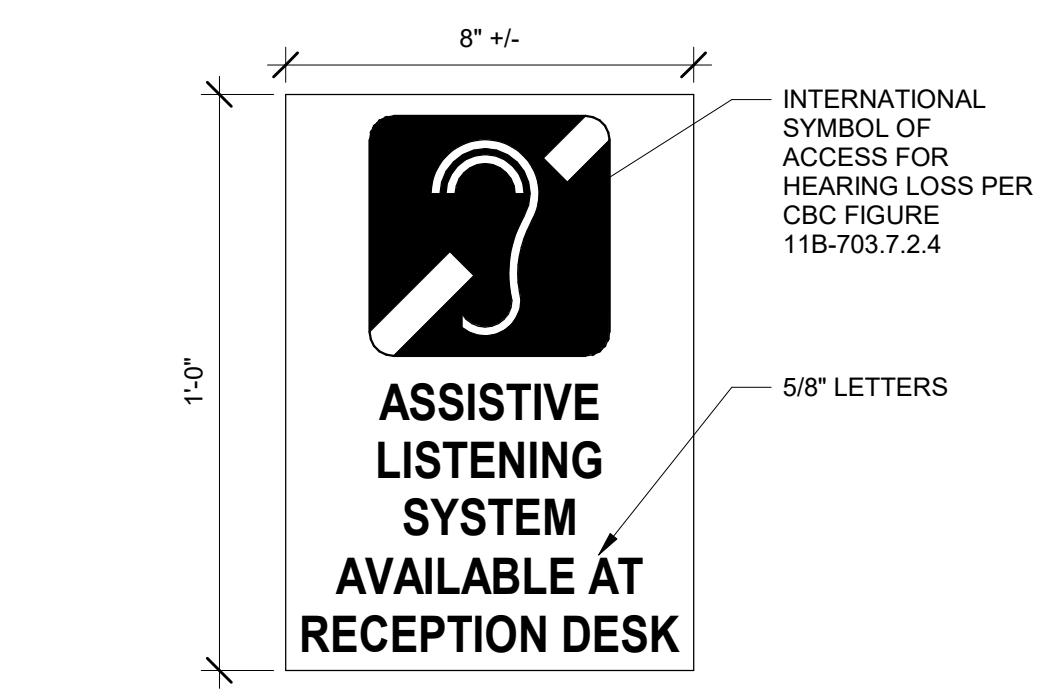 8" +/-
1'-0"
INTERNATIONAL
SYMBOL OF
ACCESS FOR
HEARING LOSS PER
CBC FIGURE
11B-703.7.2.4
5/8" LETTERS
ASSISTIVE
LISTENING
SYSTEM
AVAILABLE AT
RECEPTION DESK